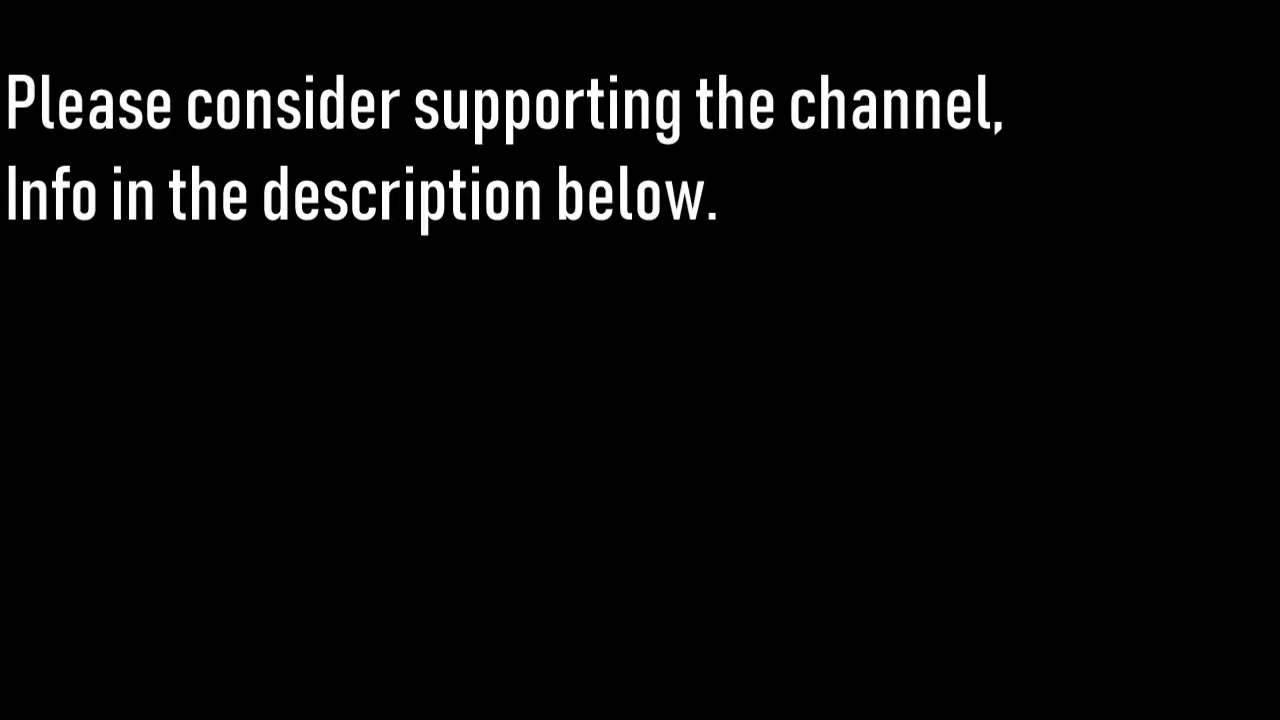 Please consider supporting the channel,
Info in the description below.